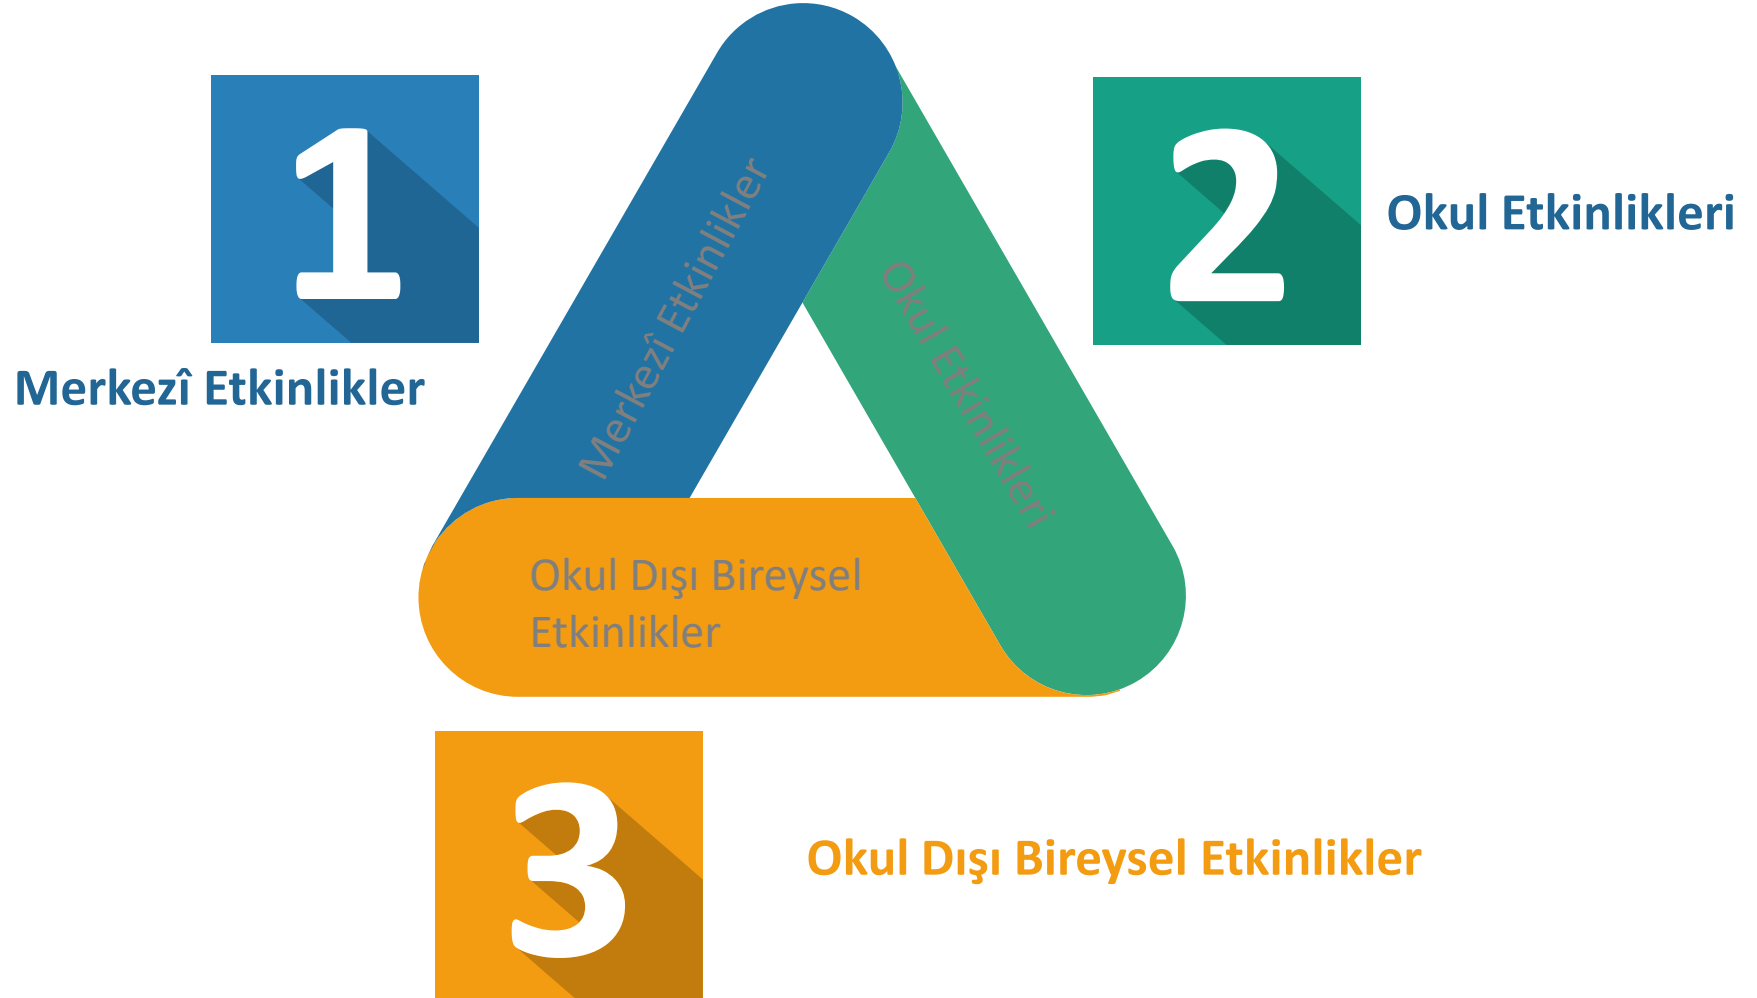 1
Merkezî Etkinlikler
Merkezî Etkinlikler
Okul Etkinlikleri
2
Okul Etkinlikleri
Okul Dışı Bireysel
Etkinlikler
3
Okul Dışı Bireysel Etkinlikler